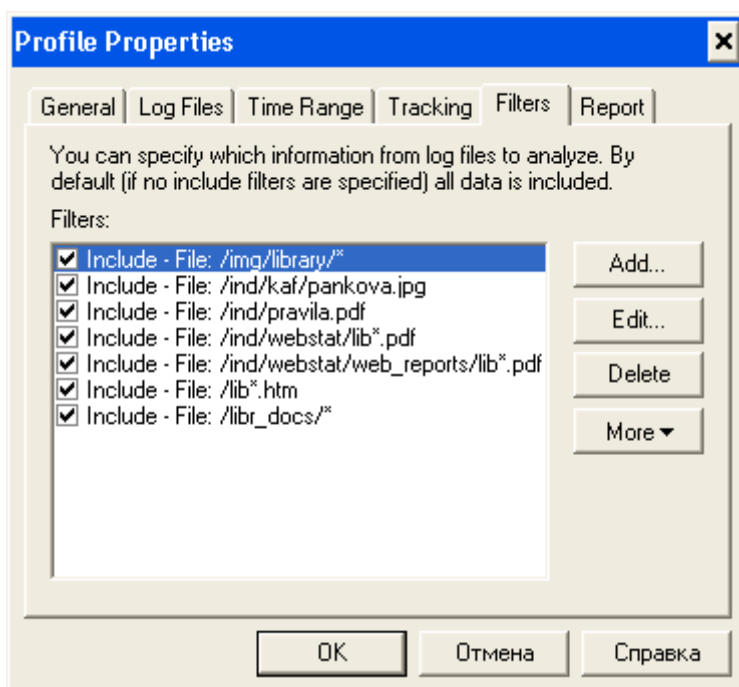 Profile Properties
General Log Files Time Range Tracking Filters Report
You can specify which information from log files to analyze. By
default (if no include filters are specified) all data is included.
Filters:
Include - File: /img/library/*
Include - File: /ind/kaf/pankova.jpg
Include - File: /ind/pravila.pdf
Include - File: /ind/webstat/lib*.pdf
Include - File: /ind/webstat/web_reports/lib*.pdf
Include - File: /lib*.htm
Include - File: /libr_docs/*
Add...
Edit...
Delete
More
OK Отмена Справка